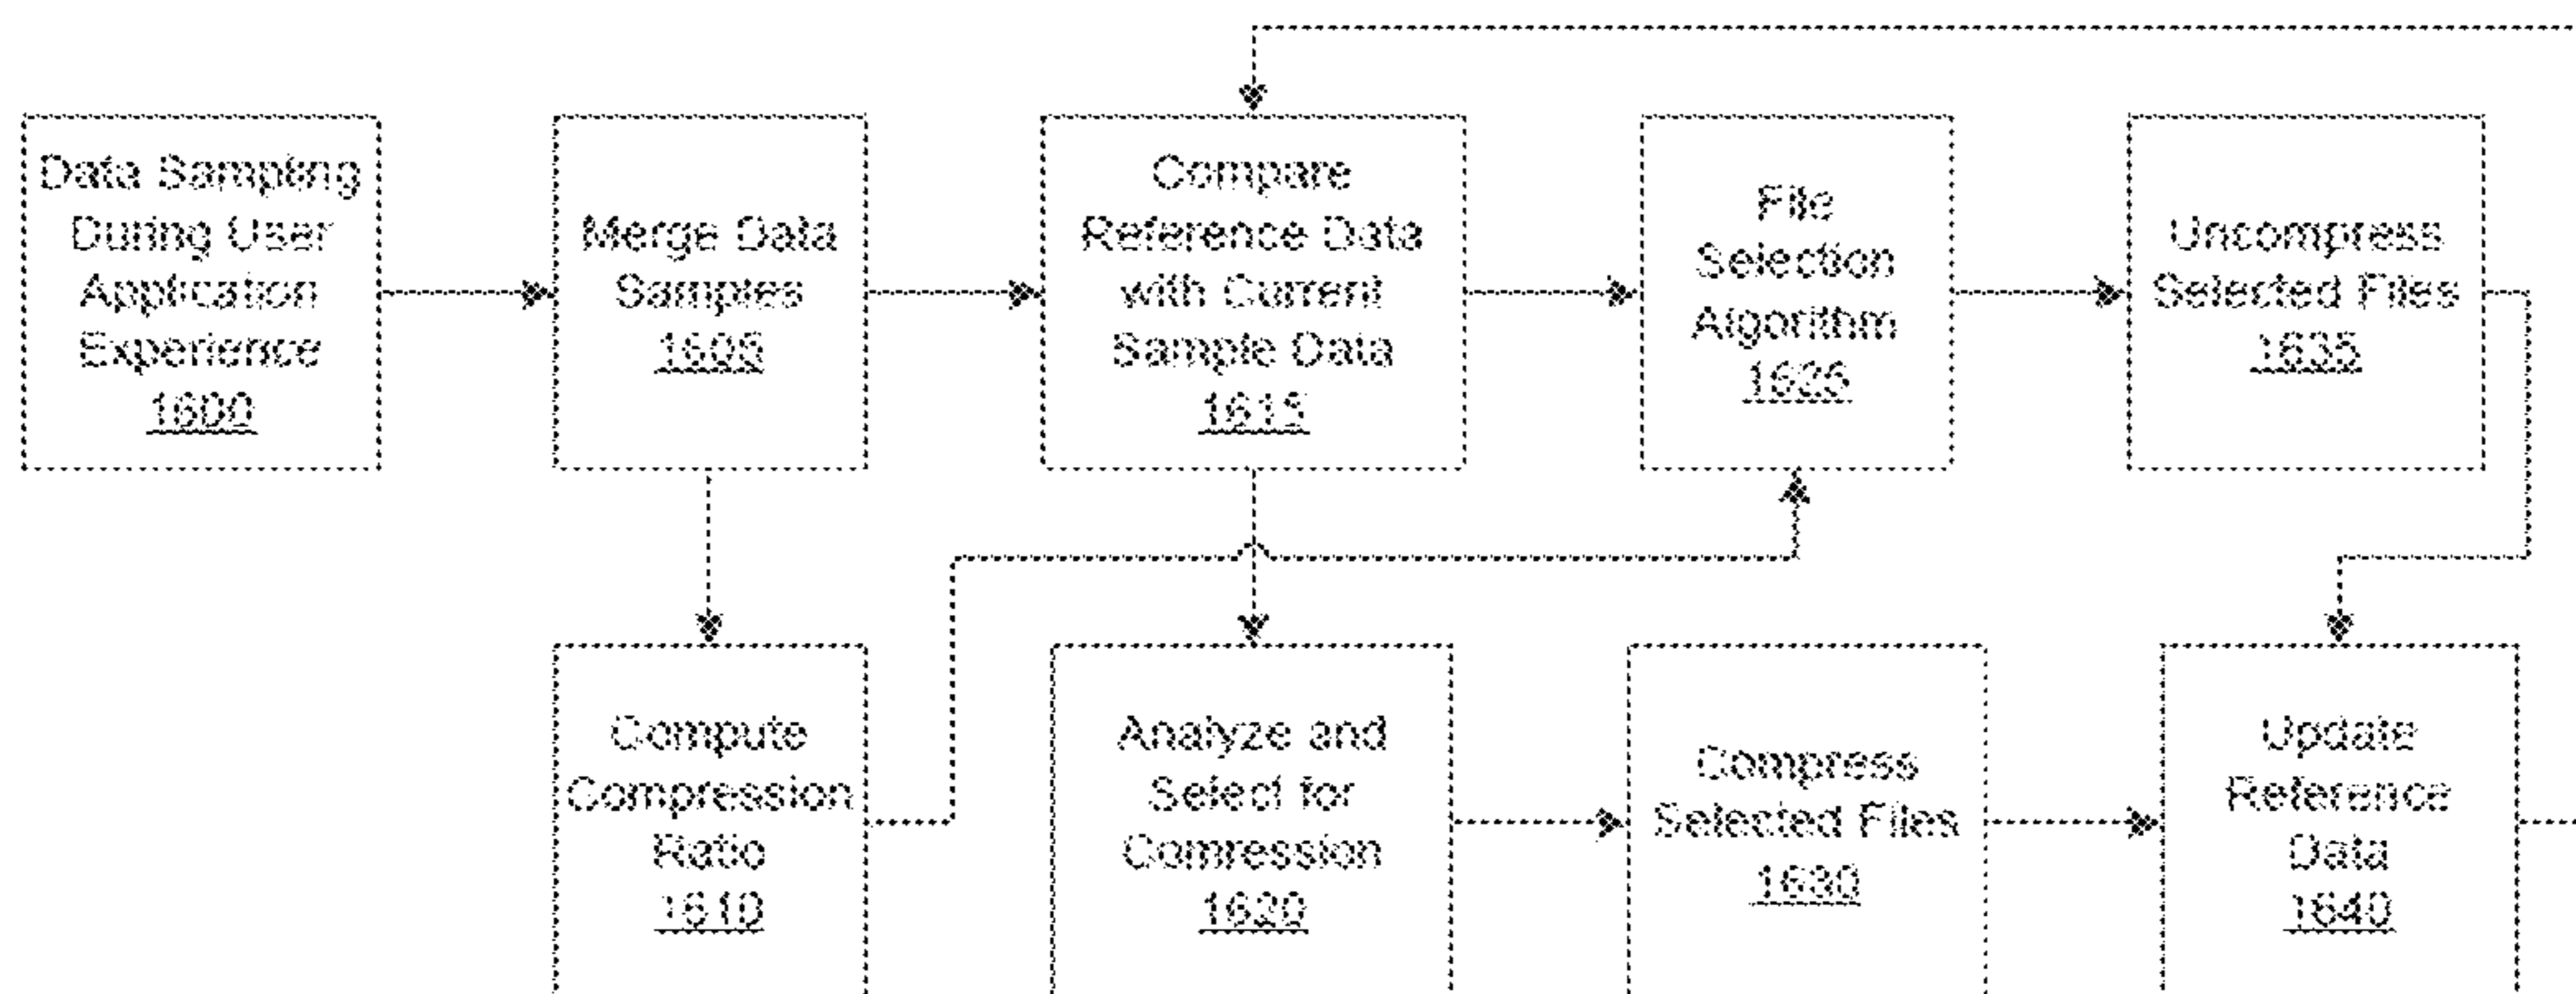 Data Sampling
During User
Application
Experience
1600
Merge Data
Samples
1605
Compare
Reference Data
with Current
Sample Data
1615
File
Selection
Algorithm
1625
Uncompress
Selected Files
1635
Compute
Compression
Ratio
1610
Analyze and
Select for
Comression
1620
Compress
Selected Files
1630
Update
Reference
Data
1640